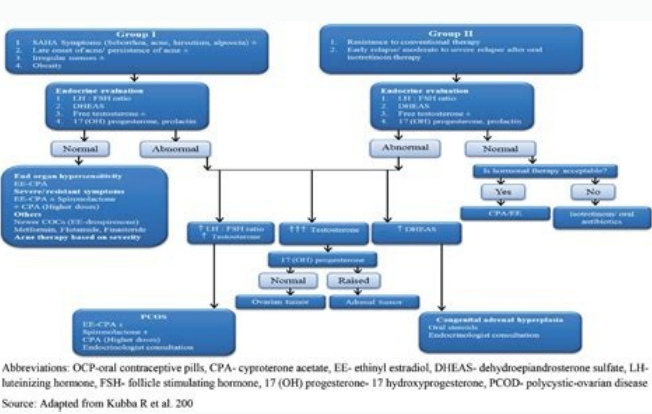 Group I
1. SAHA Symptoms (Seborrhea, acne, hirsutism, alpoecia) ±
2. Late onset of acne/ persistence of acne ±
3. Irregular menses ±
4. Obesity
Group II
1. Resistance to conventional therapy
2. Early relapse/ moderate to severe relapse after oral
isotretinoin therapy
Endocrine evaluation
1. LH : FSH ratio
2. DHEAS
3. Free testosterone ±
4. 17 (OH) progesterone, prolactin
Endocrine evaluation
1. LH : FSH ratio
2. DHEAS
3. Free testosterone ±
4. 17 (OH) progesterone, prolactin
Normal
Abnormal
Abnormal
Normal
End organ hypersensitivity
EE-CPA
Severe/resistant symptoms
EE-CPA ± Spironolactone
± CPA (Higher doses)
Others
Newer COCs (EE-drospirenone)
Metformin, Flutamide, Finasteride
Acne therapy based on severity
Is hormonal therapy acceptable?
Yes
No
CPA/EE
Isotretinoin/ oral
antibiotics
↑ LH : FSH ratio
↑ Testosterone
↑↑↑ Testosterone
↑ DHEAS
17 (OH) progesterone
Normal
Raised
Ovarian tumor
Adrenal tumor
PCOS
EE-CPA ±
Spironolactone ±
CPA (Higher doses)
Endocrinologist consultation
Congenital adrenal hyperplasia
Oral steroids
Endocrinologist consultation
Abbreviations: OCP-oral contraceptive pills, CPA- cyproterone acetate, EE- ethinyl estradiol, DHEAS- dehydroepiandrosterone sulfate, LH-
luteinizing hormone, FSH- follicle stimulating hormone, 17 (OH) progesterone- 17 hydroxyprogesterone, PCOD- polycystic-ovarian disease
Source: Adapted from Kubba R et al. 200